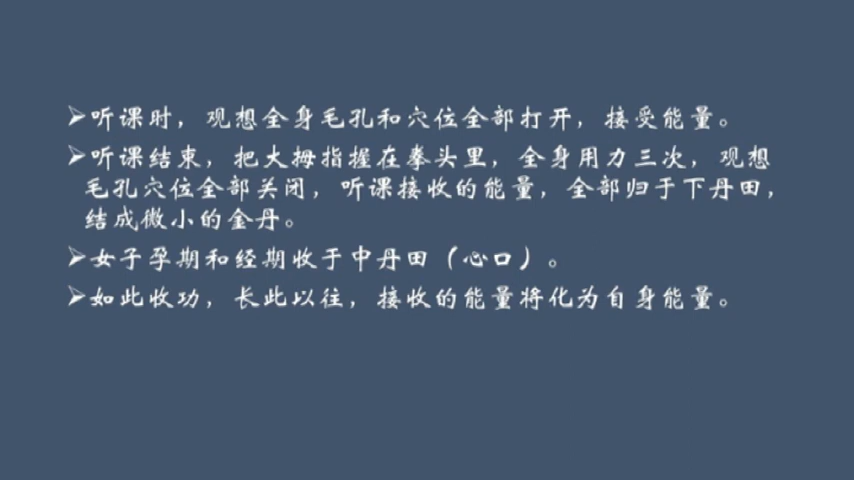 ➢听课时，观想全身毛孔和穴位全部打开，接受能量。
➢听课结束，把大拇指握在拳头里，全身用力三次，观想
毛孔穴位全部关闭，听课接收的能量，全部归于下丹田，
结成微小的金丹。
➢女子孕期和经期收于中丹田（心口）。
➢如此收功，长此以往，接收的能量将化为自身能量。